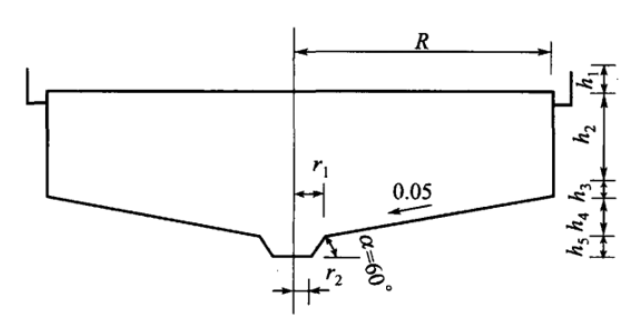 R
h₁
h₂
r₁
0.05
h₃
h₄
h₅
α=60°
r₂